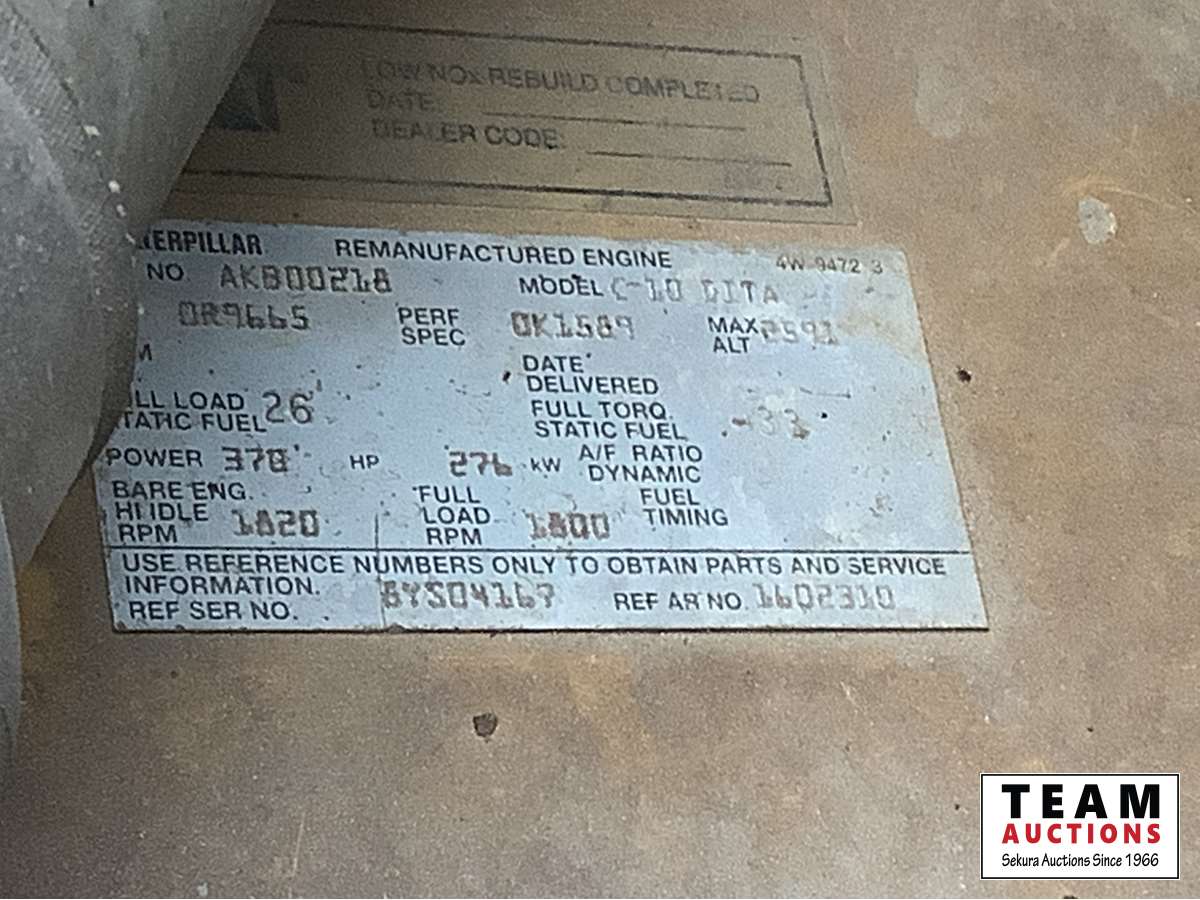 LOW NOx REBUILD COMPLETED
DATE:
DEALER CODE:
TERPILLAR REMANUFACTURED ENGINE 4W-9472 3
NO. AKB00218 MODEL C-10 DITA
0R9665 PERF SPEC 0K1589 MAX ALT 2591
M DATE DELIVERED
LL LOAD TATIC FUEL 26 FULL TORQ. STATIC FUEL -33
POWER 370 HP 276 kW A/F RATIO DYNAMIC
BARE ENG. HI IDLE RPM 1820 FULL LOAD RPM 1800 FUEL TIMING
USE REFERENCE NUMBERS ONLY TO OBTAIN PARTS AND SERVICE
INFORMATION.
REF SER NO. 8YS04167 REF AR NO. 1602310
TEAM
AUCTIONS
Sekura Auctions Since 1966